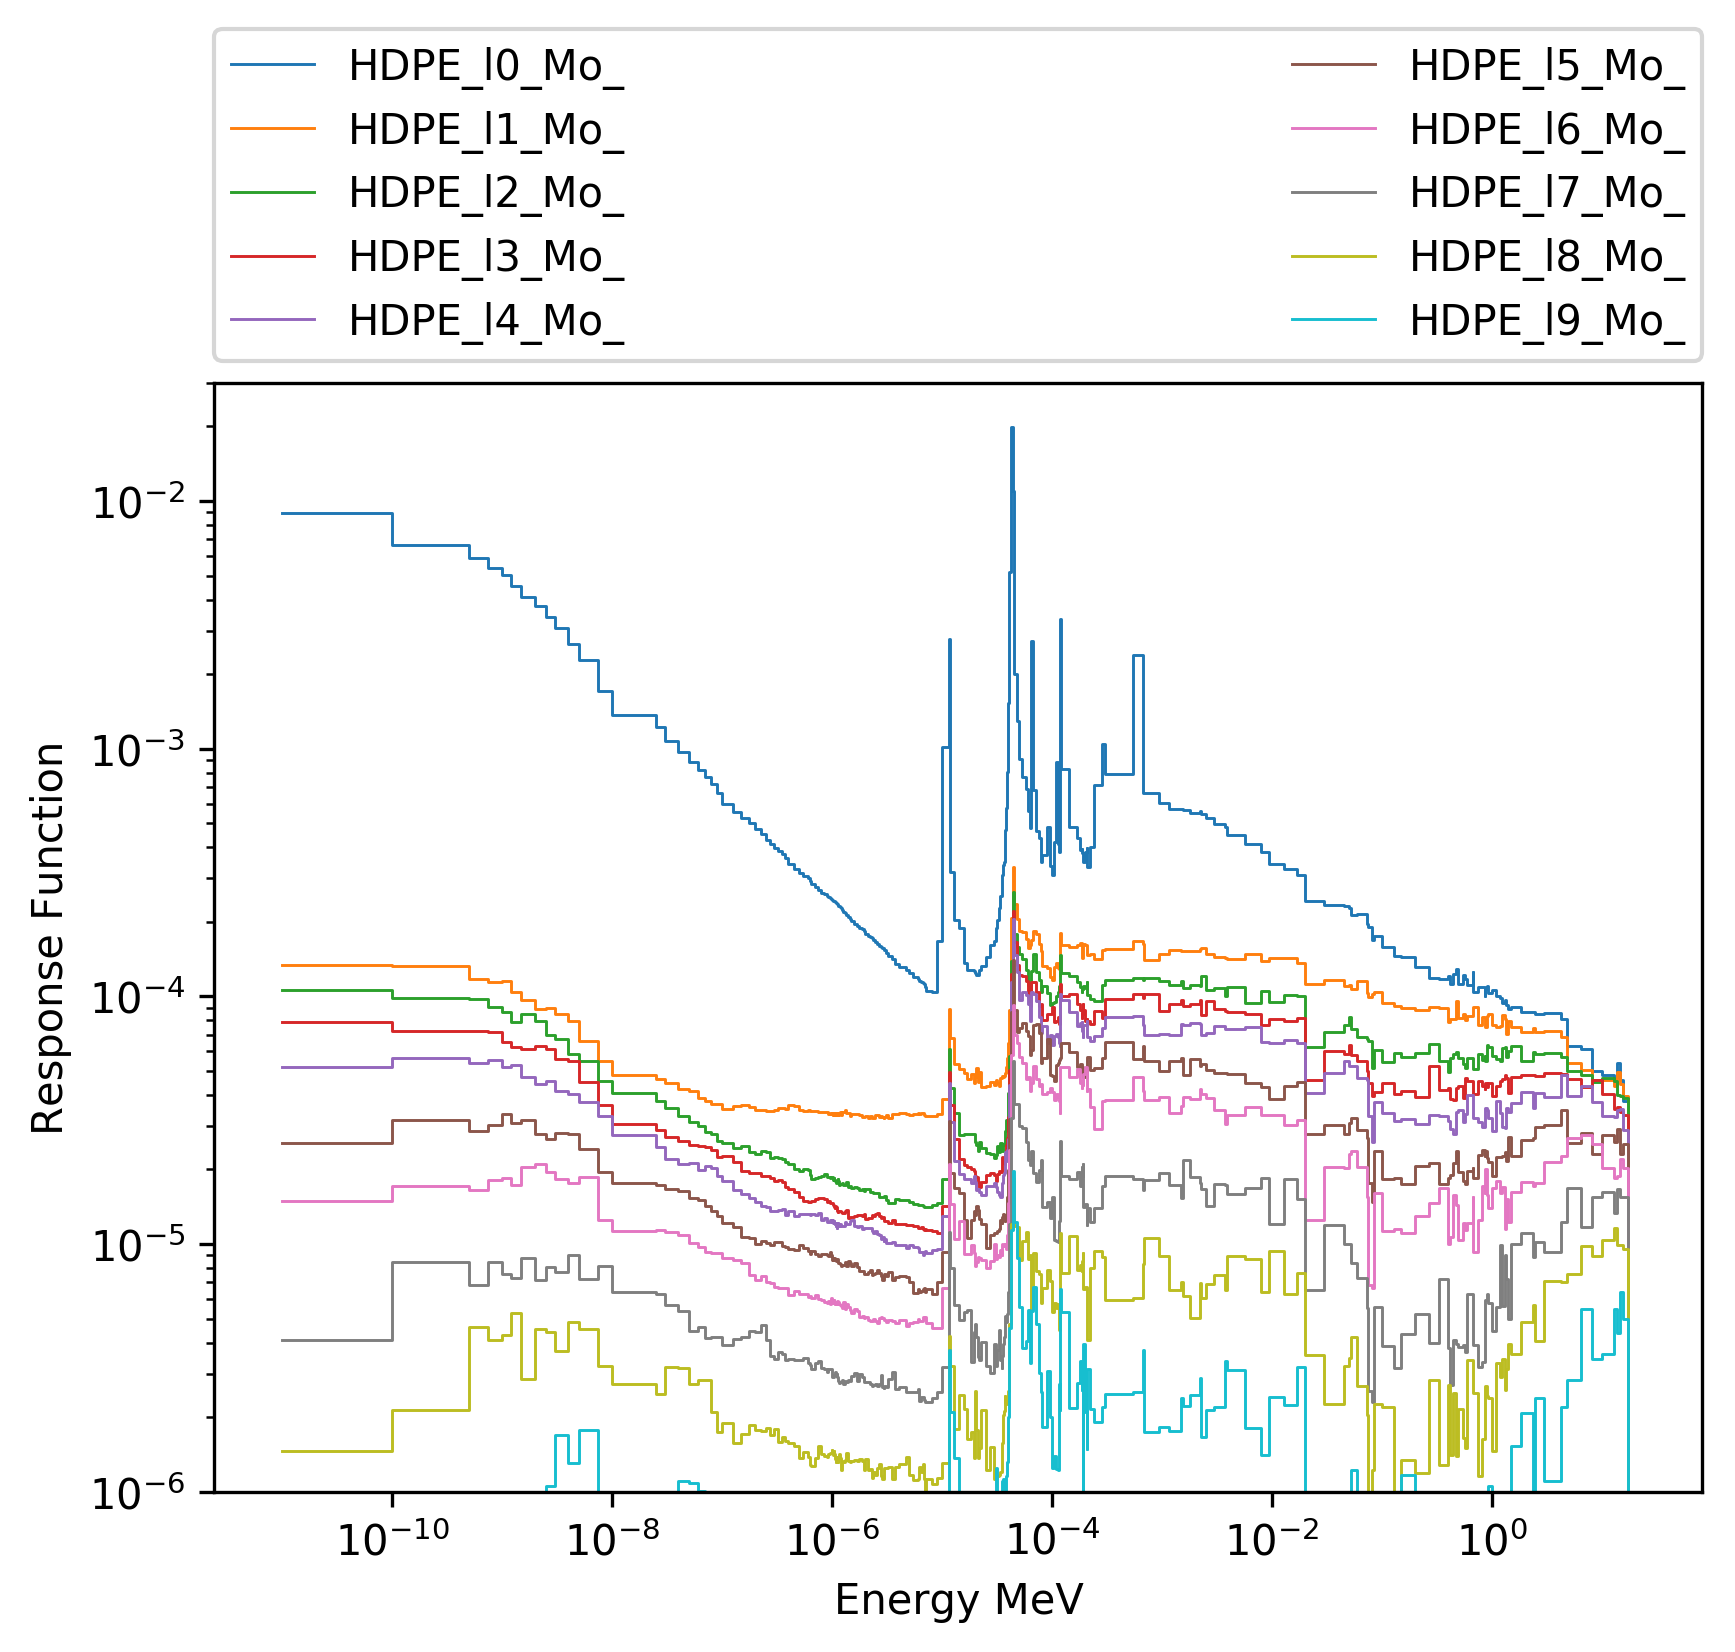 HDPE_l0_Mo_
HDPE_l1_Mo_
HDPE_l2_Mo_
HDPE_l3_Mo_
HDPE_l4_Mo_
HDPE_l5_Mo_
HDPE_l6_Mo_
HDPE_l7_Mo_
HDPE_l8_Mo_
HDPE_l9_Mo_
Response Function
10⁻²
10⁻³
10⁻⁴
10⁻⁵
10⁻⁶
10⁻¹⁰ 10⁻⁸ 10⁻⁶ 10⁻⁴ 10⁻² 10⁰
Energy MeV